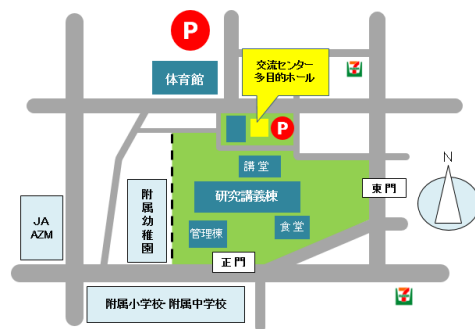 P
体育館
交流センター
多目的ホール
7
P
講堂
研究講義棟
東門
N
附属幼稚園
JA
AZM
管理棟
食堂
正門
附属小学校・附属中学校
7